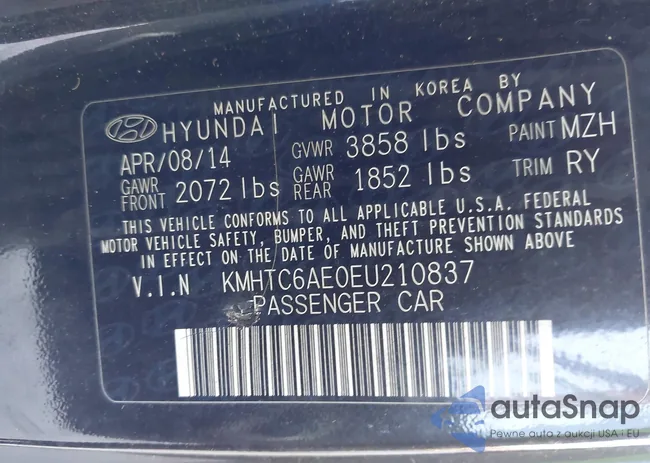 MANUFACTURED IN KOREA BY
HYUNDAI MOTOR COMPANY
APR/08/14 GVWR 3858 lbs PAINT MZH
GAWR FRONT 2072 lbs GAWR REAR 1852 lbs TRIM RY
THIS VEHICLE CONFORMS TO ALL APPLICABLE U.S.A. FEDERAL
MOTOR VEHICLE SAFETY, BUMPER, AND THEFT PREVENTION STANDARDS
IN EFFECT ON THE DATE OF MANUFACTURE SHOWN ABOVE
V.I.N KMHTC6AE0EU210837
PASSENGER CAR
autaSnap
Pewne auta z aukcji USA i EU